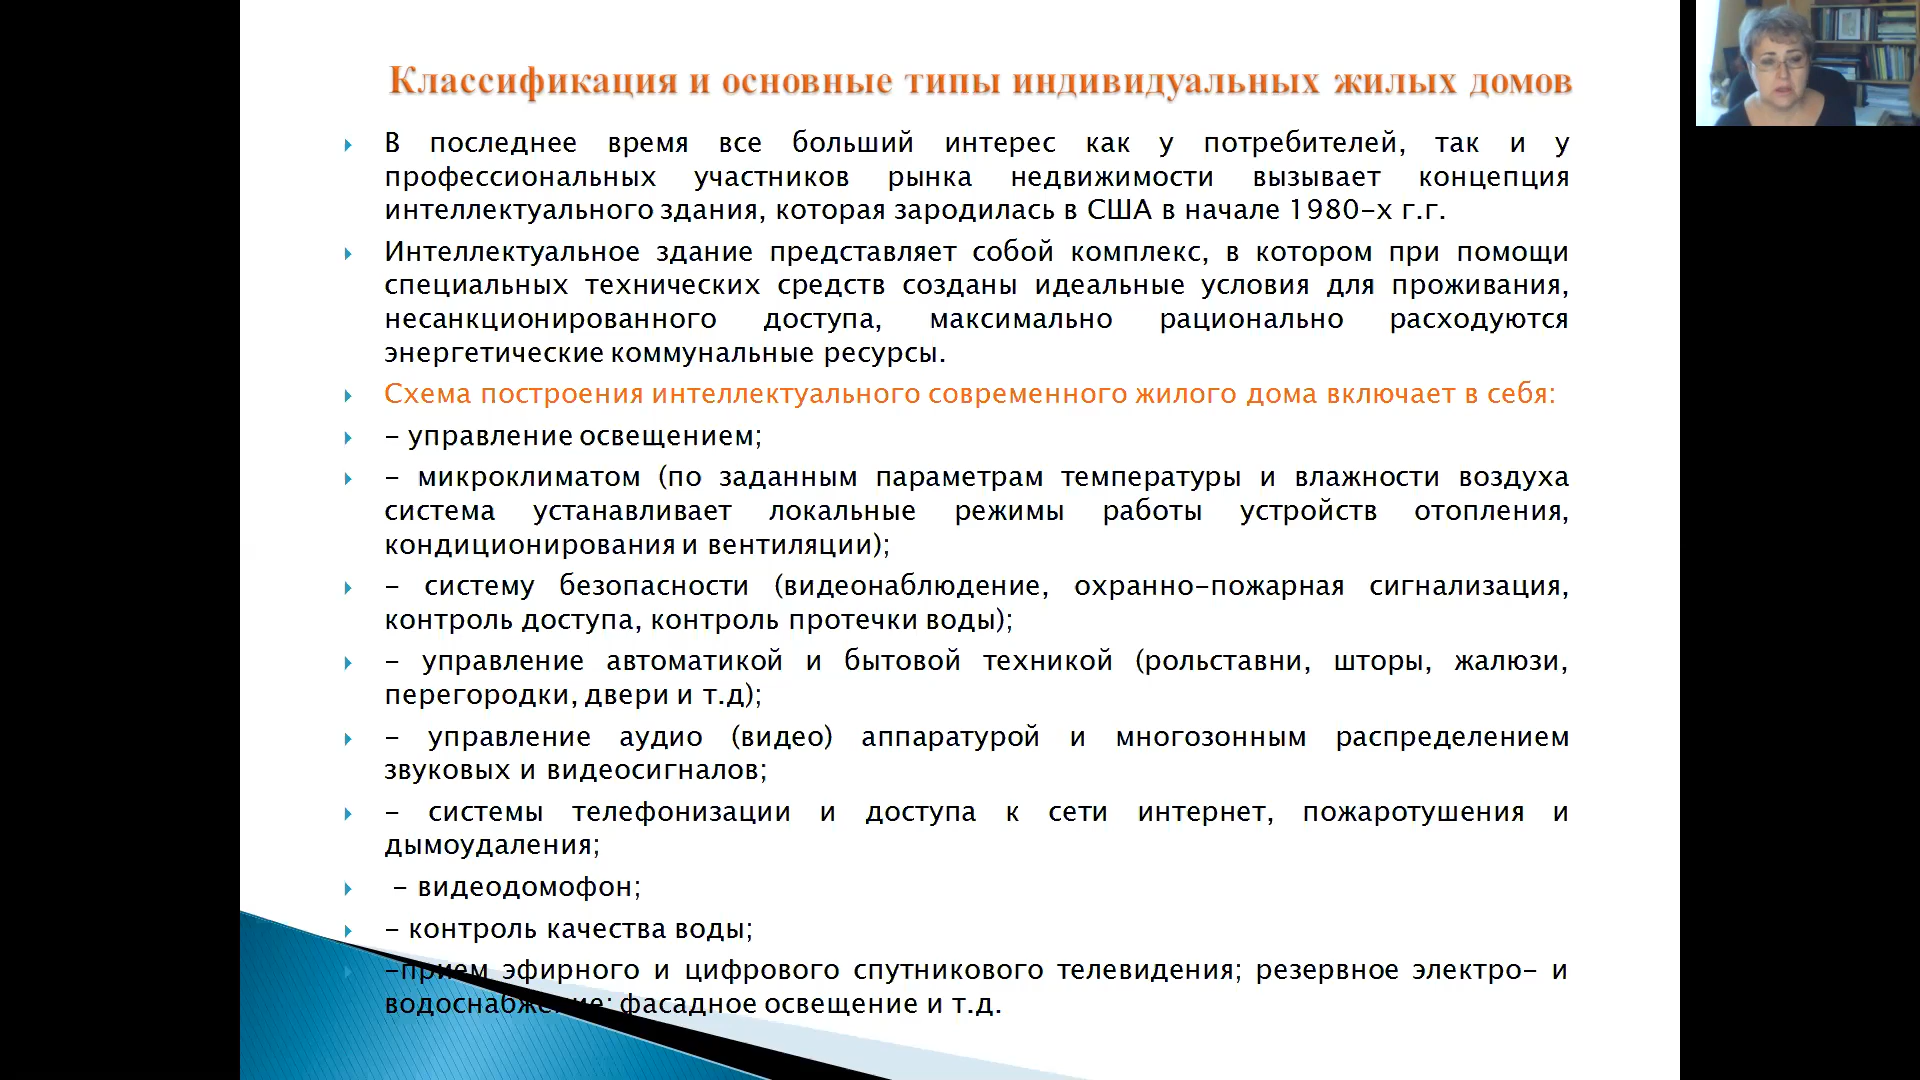 Классификация и основные типы индивидуальных жилых домов
В последнее время все больший интерес как у потребителей, так и у
профессиональных участников рынка недвижимости вызывает концепция
интеллектуального здания, которая зародилась в США в начале 1980-х г.г.
Интеллектуальное здание представляет собой комплекс, в котором при помощи
специальных технических средств созданы идеальные условия для проживания,
несанкционированного доступа, максимально рационально расходуются
энергетические коммунальные ресурсы.
Схема построения интеллектуального современного жилого дома включает в себя:
- управление освещением;
- микроклиматом (по заданным параметрам температуры и влажности воздуха
система устанавливает локальные режимы работы устройств отопления,
кондиционирования и вентиляции);
- систему безопасности (видеонаблюдение, охранно-пожарная сигнализация,
контроль доступа, контроль протечки воды);
- управление автоматикой и бытовой техникой (рольставни, шторы, жалюзи,
перегородки, двери и т.д);
- управление аудио (видео) аппаратурой и многозонным распределением
звуковых и видеосигналов;
- системы телефонизации и доступа к сети интернет, пожаротушения и
дымоудаления;
- видеодомофон;
- контроль качества воды;
-прием эфирного и цифрового спутникового телевидения; резервное электро- и
водоснабжение; фасадное освещение и т.д.